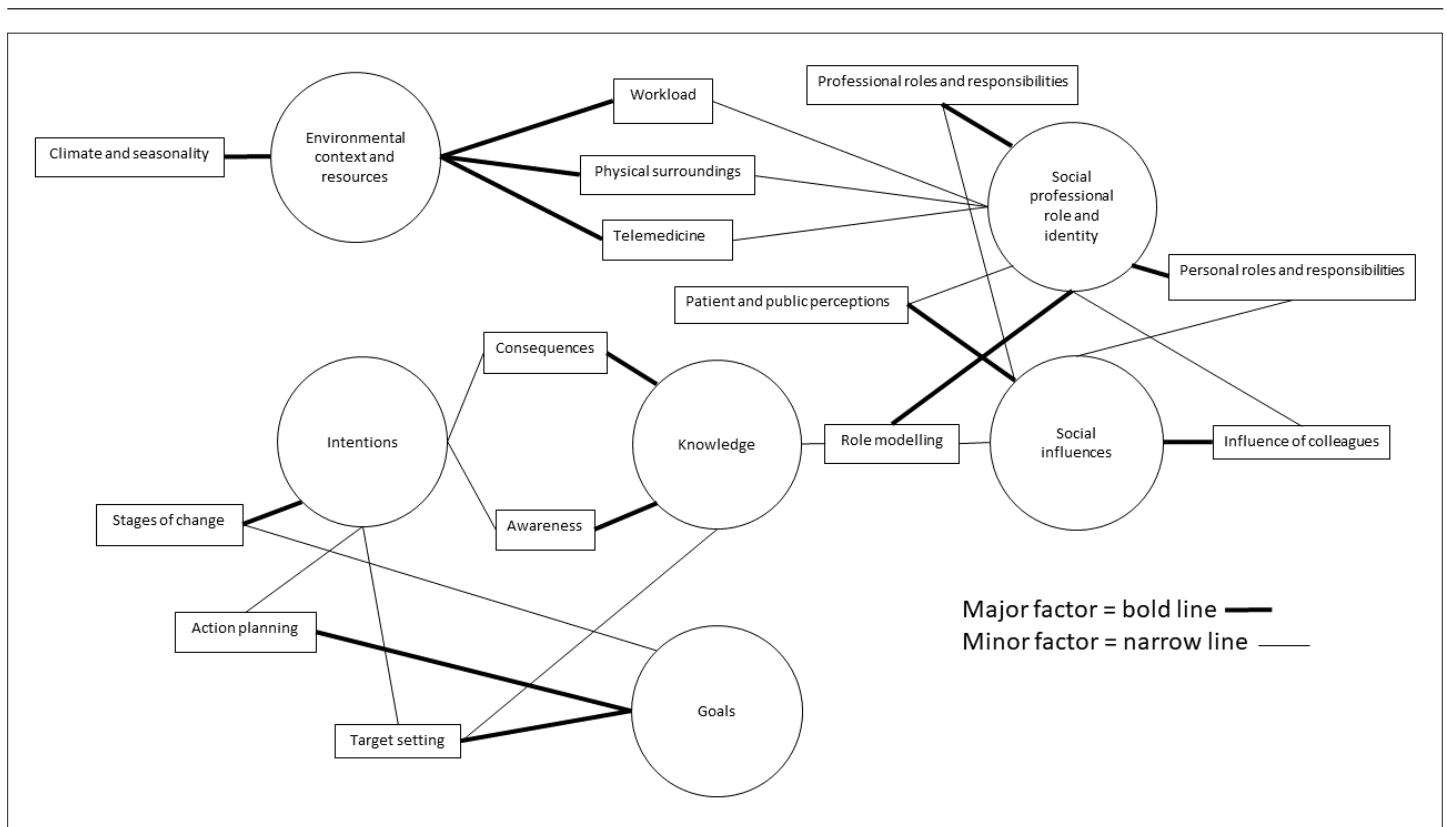 Professional roles and responsibilities
Workload
Environmental
context and
resources
Climate and seasonality
Physical surroundings
Social
professional
role and
identity
Telemedicine
Personal roles and responsibilities
Patient and public perceptions
Consequences
Intentions
Knowledge
Role modelling
Social
influences
Influence of colleagues
Stages of change
Awareness
Action planning
Major factor = bold line
Minor factor = narrow line
Target setting
Goals